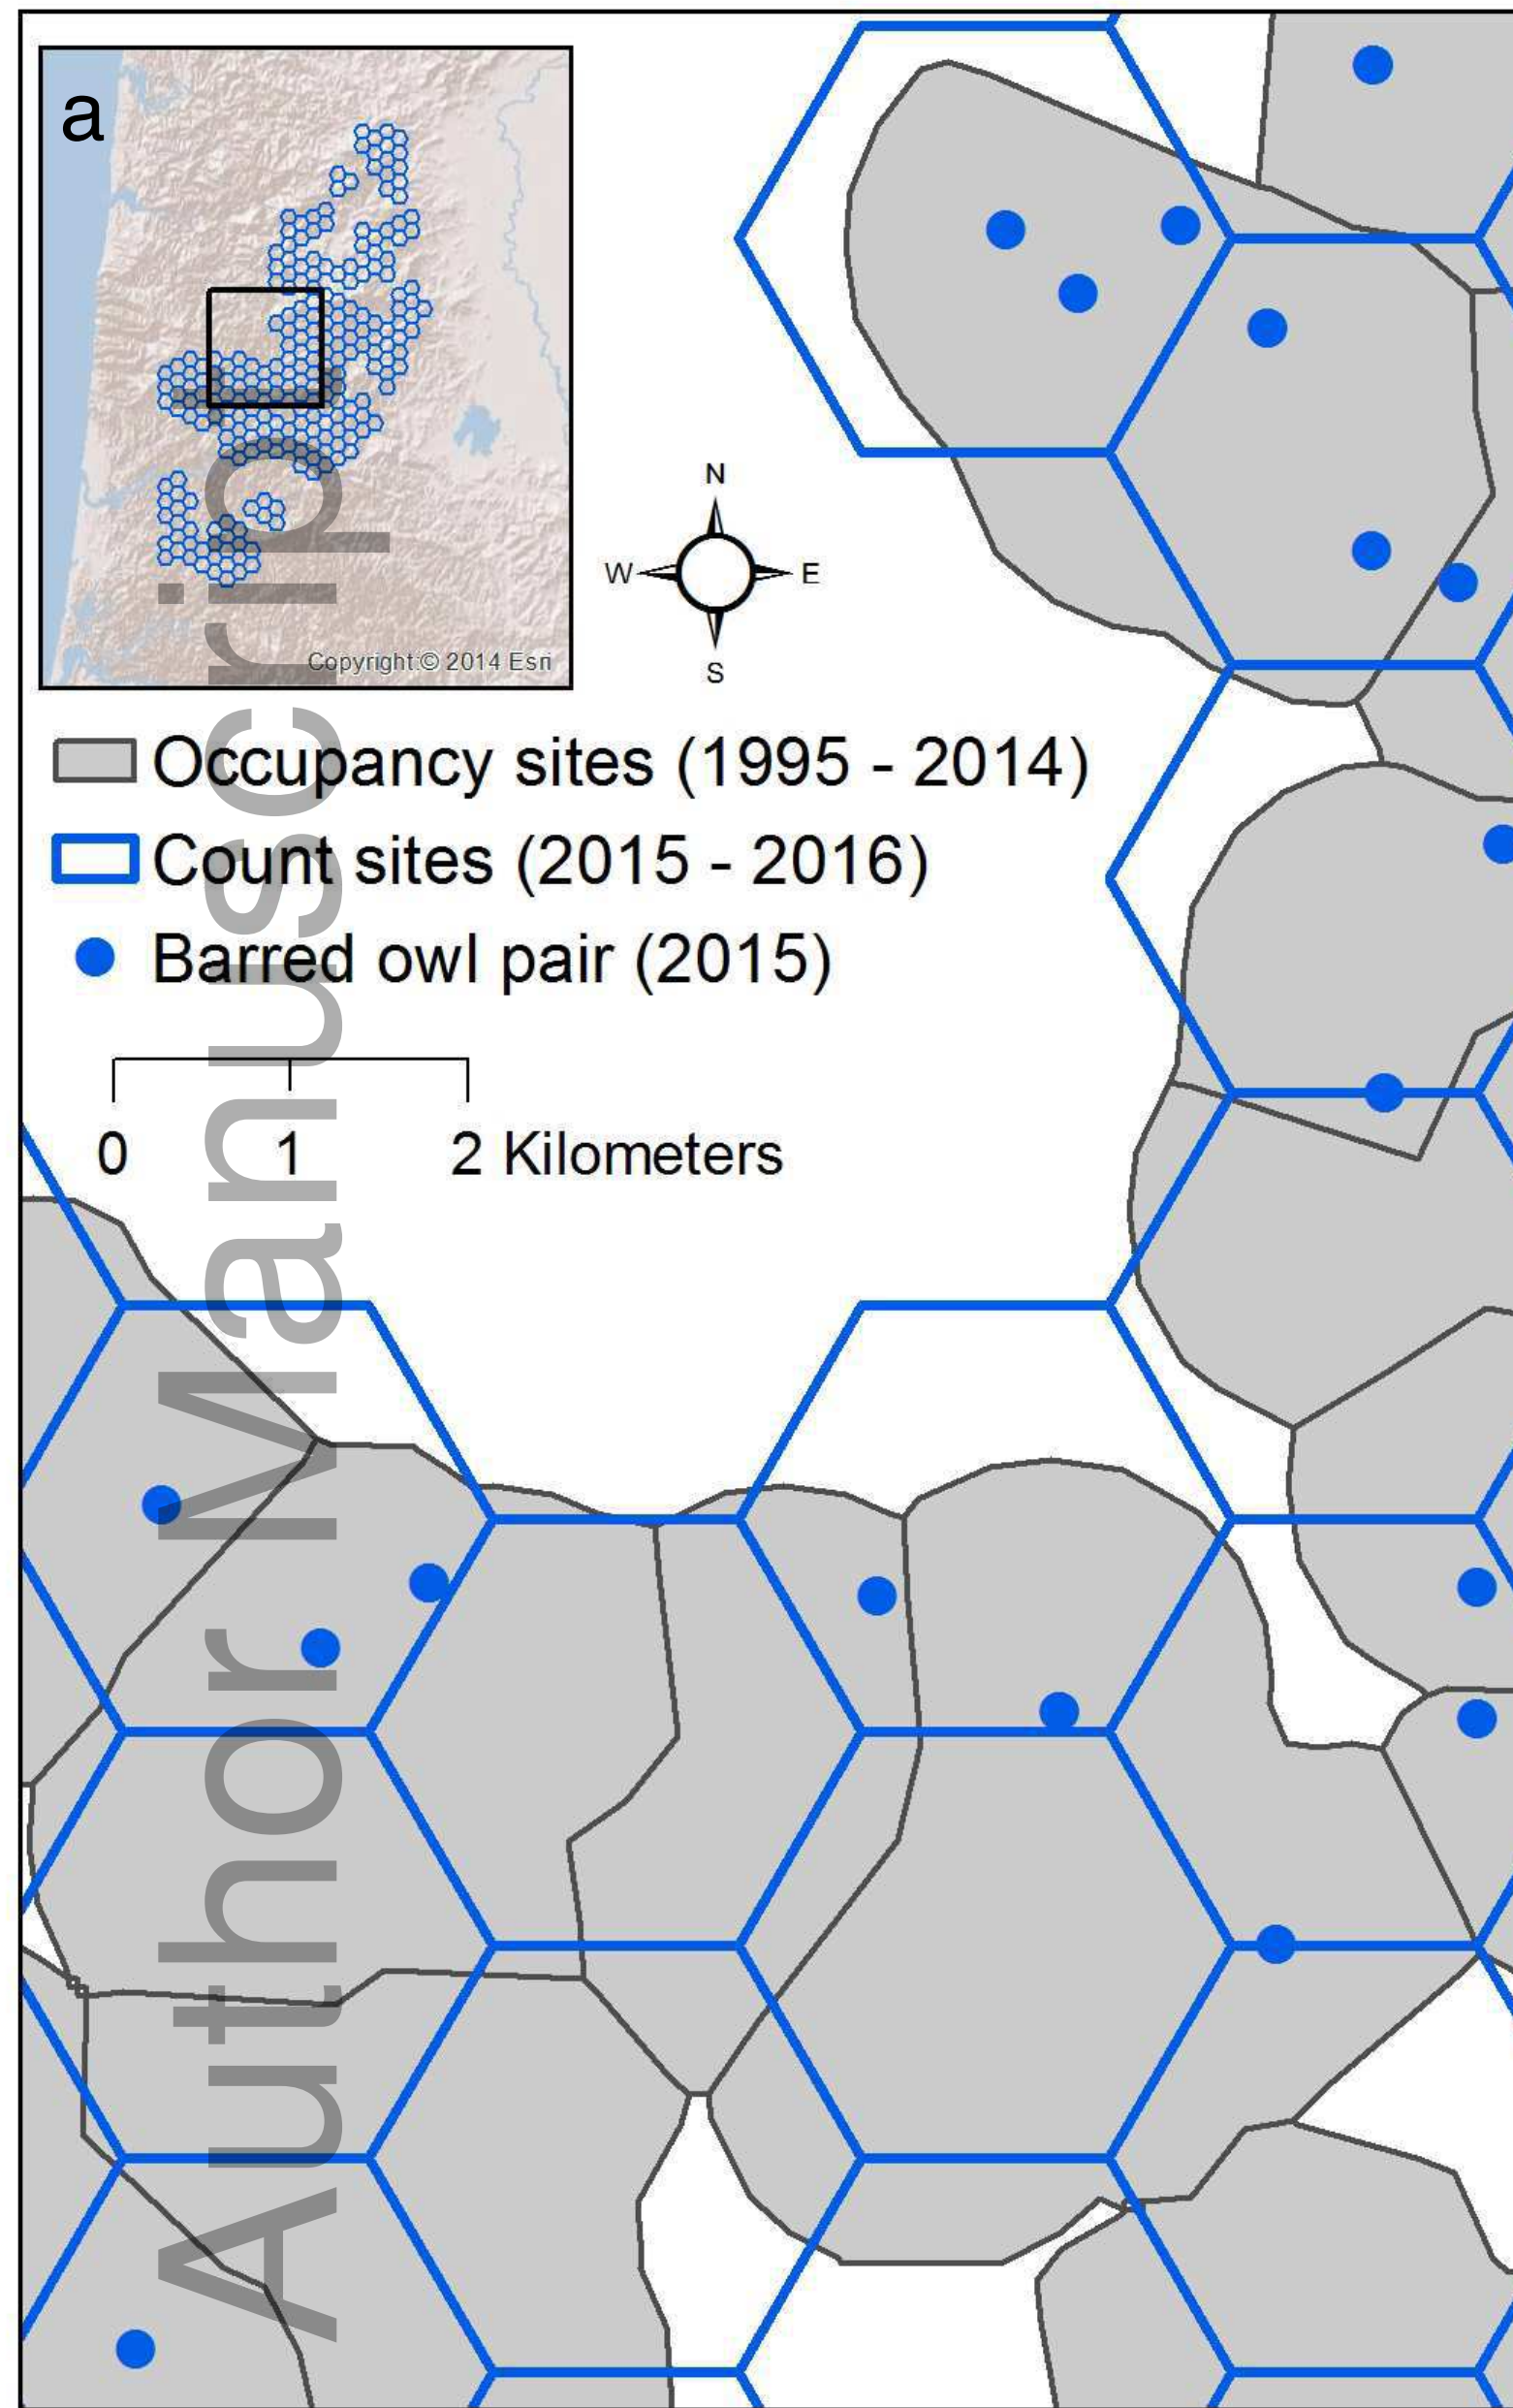 a
Copyright:© 2014 Esri
N
W E
S
Occupancy sites (1995 - 2014)
Count sites (2015 - 2016)
Barred owl pair (2015)
0 1 2 Kilometers
Author Manuscrip